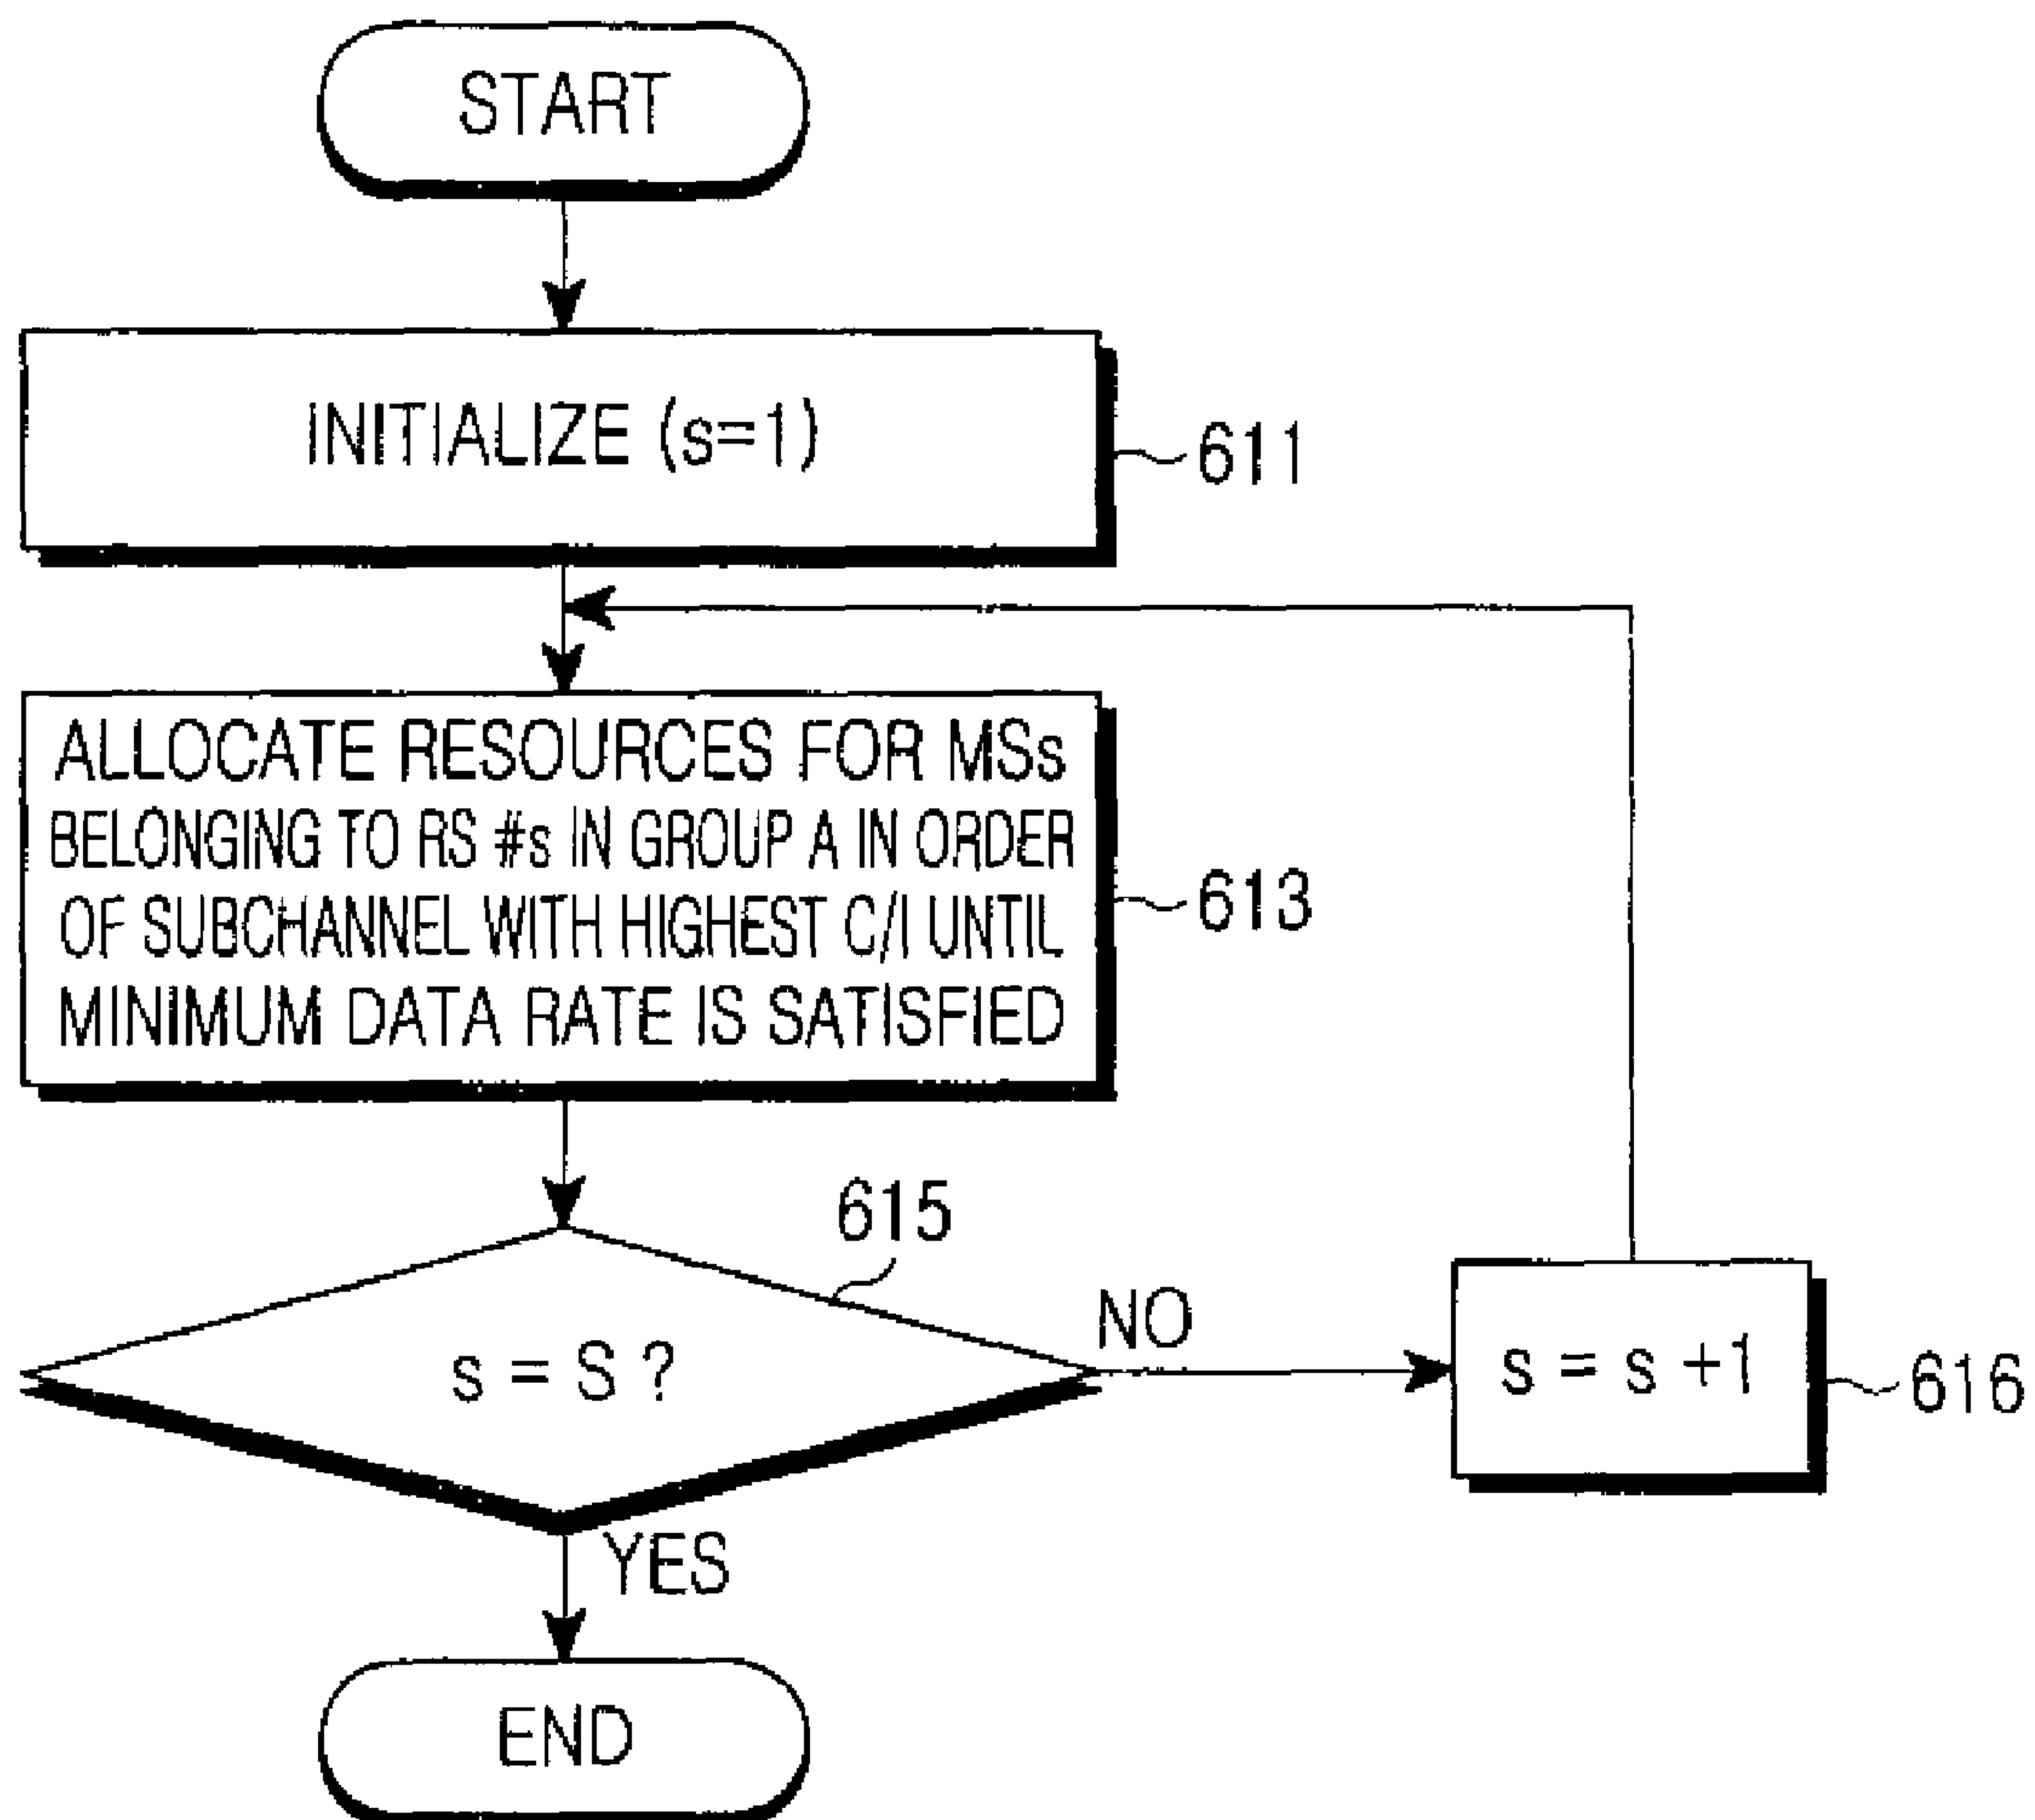 START
INITIALIZE (s=1)
611
ALLOCATE RESOURCES FOR MSs
BELONGING TO RS #s IN GROUP A IN ORDER
OF SUBCHANNEL WITH HIGHEST C/I UNTIL
MINIMUM DATA RATE IS SATISFIED
613
615
s = S ?
NO
s = s +1
616
YES
END